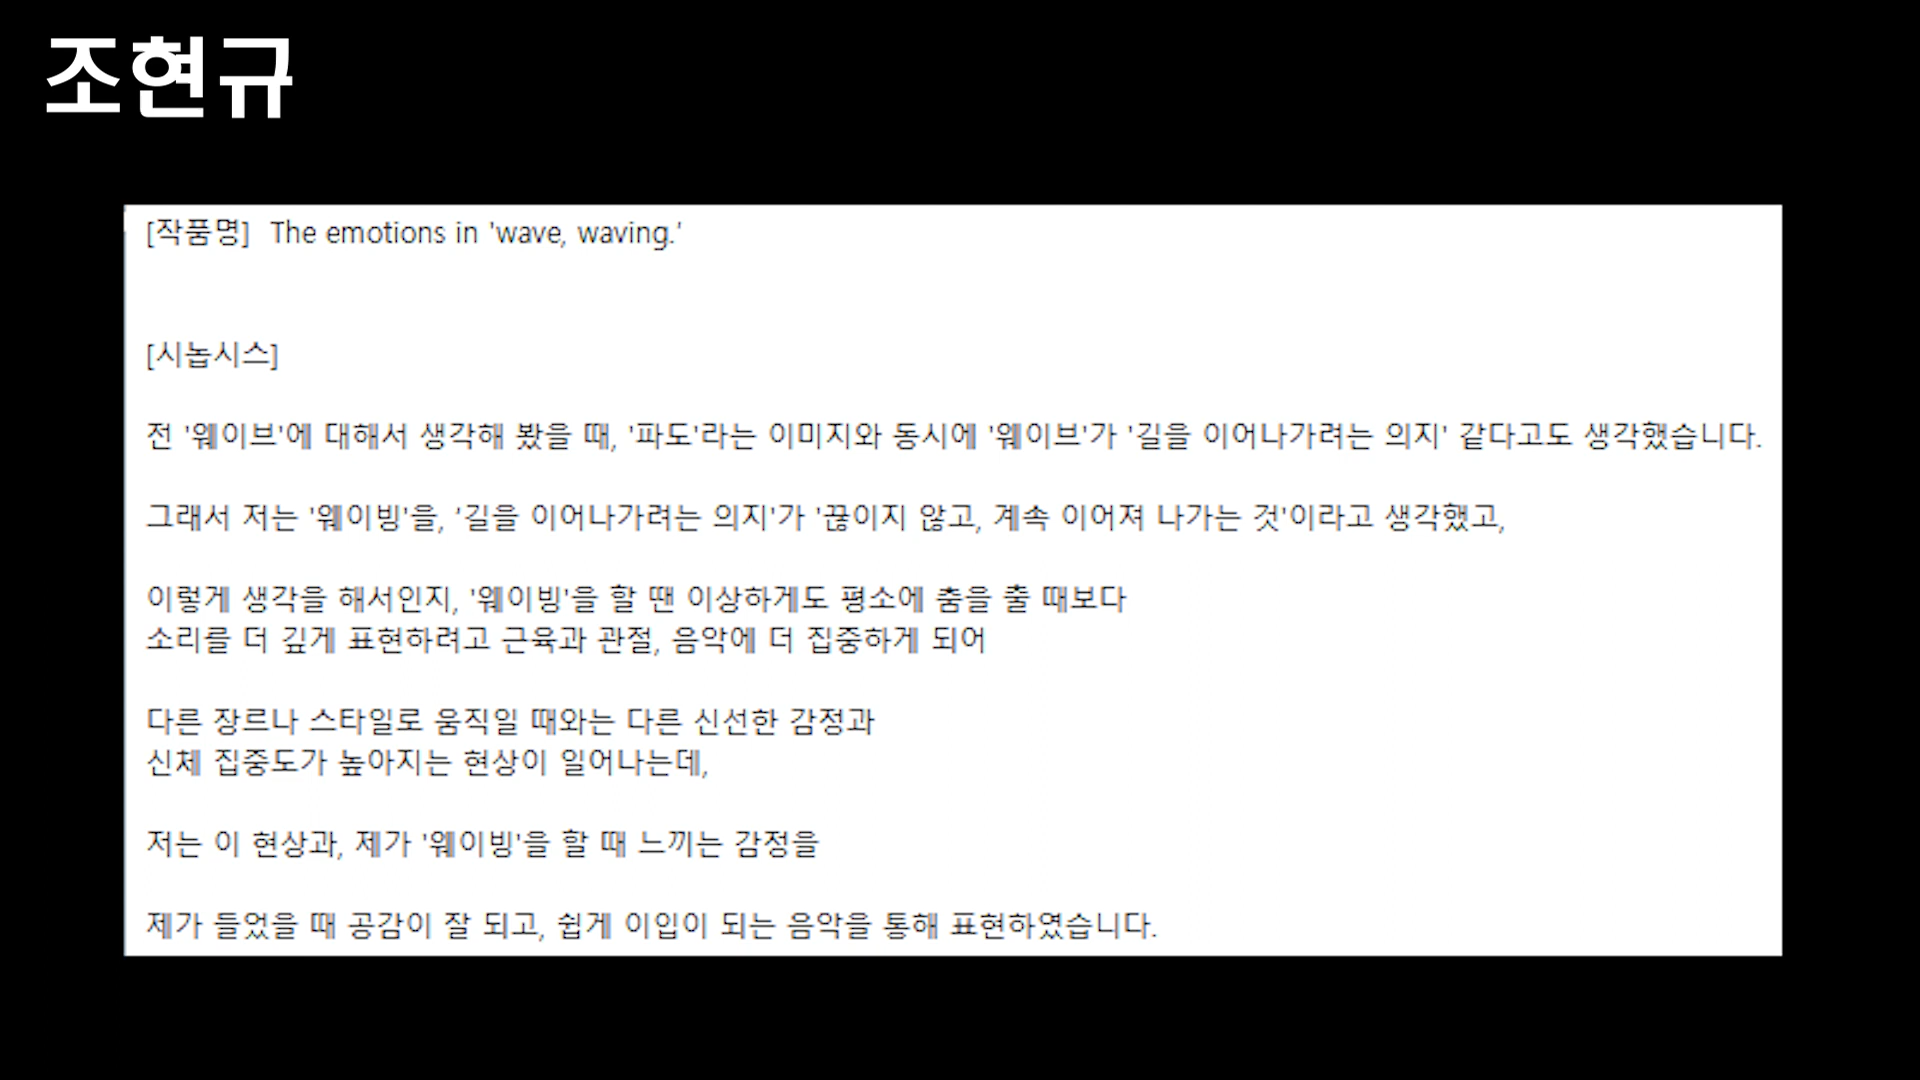 조현규
[작품명] The emotions in 'wave, waving.'
[시놉시스]
전 '웨이브'에 대해서 생각해 봤을 때, '파도'라는 이미지와 동시에 '웨이브'가 '길을 이어나가려는 의지' 같다고도 생각했습니다.
그래서 저는 '웨이빙'을, '길을 이어나가려는 의지'가 '끊이지 않고, 계속 이어져 나가는 것'이라고 생각했고,
이렇게 생각을 해서인지, '웨이빙'을 할 땐 이상하게도 평소에 춤을 출 때보다
소리를 더 깊게 표현하려고 근육과 관절, 음악에 더 집중하게 되어
다른 장르나 스타일로 움직일 때와는 다른 신선한 감정과
신체 집중도가 높아지는 현상이 일어나는데,
저는 이 현상과, 제가 '웨이빙'을 할 때 느끼는 감정을
제가 들었을 때 공감이 잘 되고, 쉽게 이입이 되는 음악을 통해 표현하였습니다.